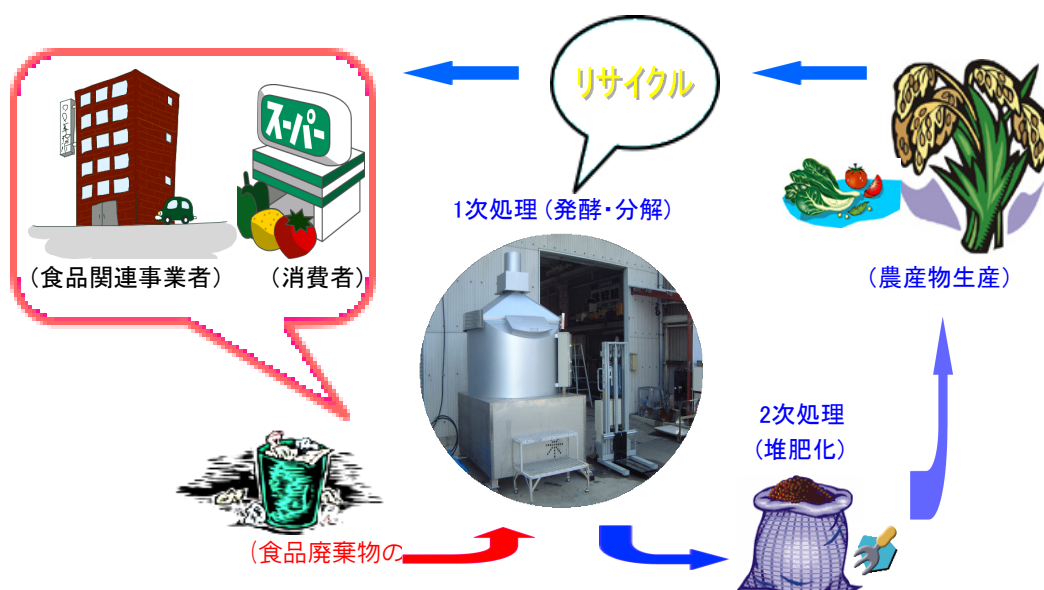 リサイクル
スーパー
1次処理(発酵・分解)
(食品関連事業者)
(消費者)
(農産物生産)
2次処理
(堆肥化)
(食品廃棄物の